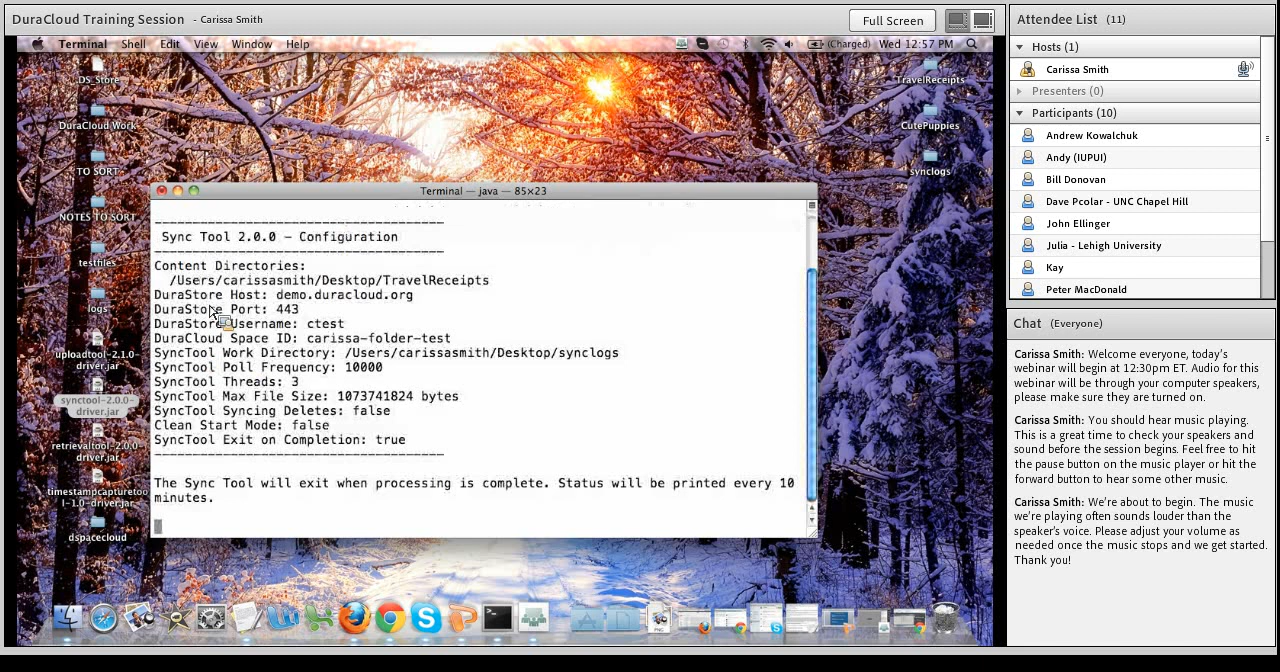 DuraCloud Training Session - Carissa Smith
Full Screen
Terminal Shell Edit View Window Help
(Charged) Wed 12:57 PM
DS_Store
DuraCloud Work
TO SORT
NOTES TO SORT
testfiles
logs
uploadtool-2.1.0-
driver.jar
synctool-2.0.0-
driver.jar
retrievaltool-2.0.0-
driver.jar
timestampcapturetoo
l-1.0-driver.jar
dspacecloud
TravelReceipts
CutePuppies
synclogs
Terminal — java — 85×23
--------------------------------------
Sync Tool 2.0.0 - Configuration
--------------------------------------
Content Directories:
/Users/carissasmith/Desktop/TravelReceipts
DuraStore Host: demo.duracloud.org
DuraStore Port: 443
DuraStore Username: ctest
DuraCloud Space ID: carissa-folder-test
SyncTool Work Directory: /Users/carissasmith/Desktop/synclogs
SyncTool Poll Frequency: 10000
SyncTool Threads: 3
SyncTool Max File Size: 1073741824 bytes
SyncTool Syncing Deletes: false
Clean Start Mode: false
SyncTool Exit on Completion: true
--------------------------------------
The Sync Tool will exit when processing is complete. Status will be printed every 10
minutes.
Attendee List (11)
Hosts (1)
Carissa Smith
Presenters (0)
Participants (10)
Andrew Kowalchuk
Andy (IUPUI)
Bill Donovan
Dave Pcolar - UNC Chapel Hill
John Ellinger
Julia - Lehigh University
Kay
Peter MacDonald
Chat (Everyone)
Carissa Smith: Welcome everyone, today's
webinar will begin at 12:30pm ET. Audio for this
webinar will be through your computer speakers,
please make sure they are turned on.
Carissa Smith: You should hear music playing.
This is a great time to check your speakers and
sound before the session begins. Feel free to hit
the pause button on the music player or hit the
forward button to hear some other music.
Carissa Smith: We're about to begin. The music
we're playing often sounds louder than the
speaker's voice. Please adjust your volume as
needed once the music stops and we get started.
Thank you!